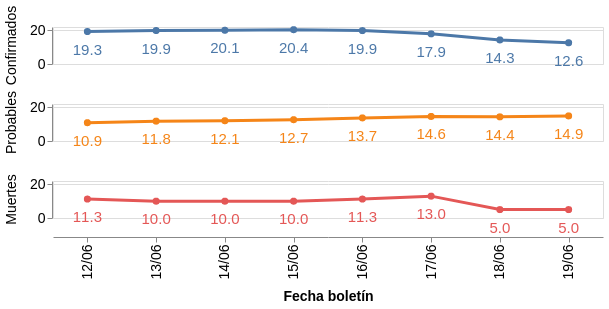 Confirmados
20
0
19.3 19.9 20.1 20.4 19.9 17.9 14.3 12.6
Probables
20
0
10.9 11.8 12.1 12.7 13.7 14.6 14.4 14.9
Muertes
20
0
11.3 10.0 10.0 10.0 11.3 13.0 5.0 5.0
12/06 13/06 14/06 15/06 16/06 17/06 18/06 19/06
Fecha boletín